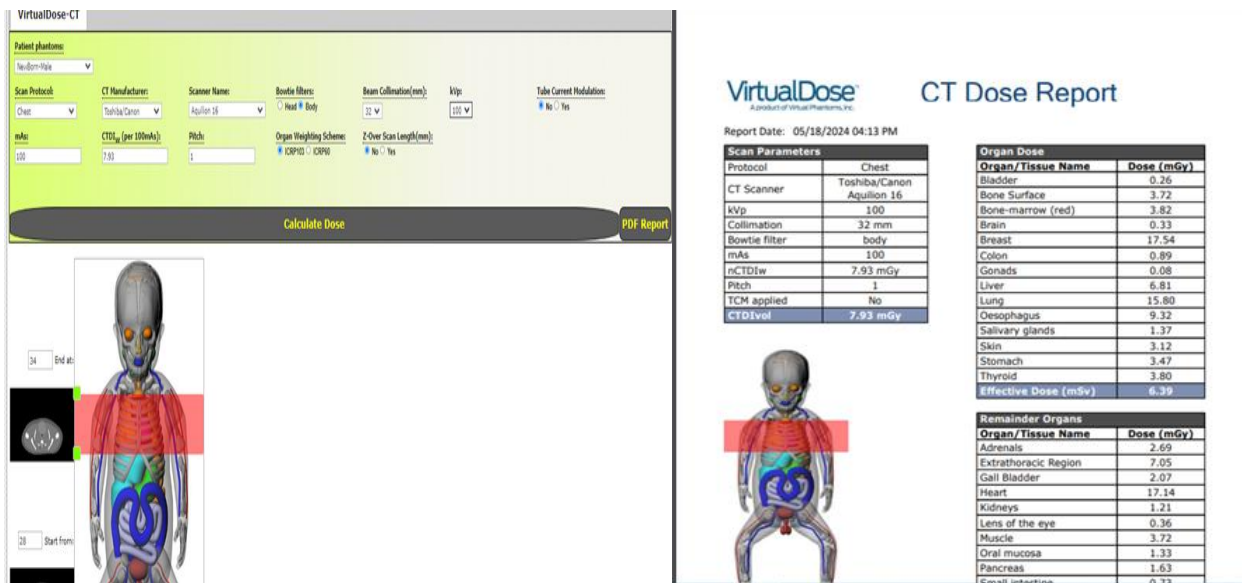 VirtualDose-CT
Patient phantoms:
NewBorn-Male
Scan Protocol: CT Manufacturer: Scanner Name: Bowtie filters: Beam Collimation(mm): kVp: Tube Current Modulation:
Chest Toshiba/Canon Aquilion 16 Head Body 32 100 No Yes
mAs: CTDIw (per 100mAs): Pitch: Organ Weighting Scheme: Z-Over Scan Length(mm):
100 7.93 1 ICRP103 ICRP60 No Yes
Calculate Dose PDF Report
34 End at:
28 Start from:
VirtualDose CT Dose Report
A product of Virtual Phantoms, Inc.
Report Date: 05/18/2024 04:13 PM
Scan Parameters
Protocol Chest
CT Scanner Toshiba/Canon
Aquilion 16
kVp 100
Collimation 32 mm
Bowtie filter body
mAs 100
nCTDIw 7.93 mGy
Pitch 1
TCM applied No
CTDIvol 7.93 mGy
Organ Dose
Organ/Tissue Name Dose (mGy)
Bladder 0.26
Bone Surface 3.72
Bone-marrow (red) 3.82
Brain 0.33
Breast 17.54
Colon 0.89
Gonads 0.08
Liver 6.81
Lung 15.80
Oesophagus 9.32
Salivary glands 1.37
Skin 3.12
Stomach 3.47
Thyroid 3.80
Effective Dose (mSv) 6.39
Remainder Organs
Organ/Tissue Name Dose (mGy)
Adrenals 2.69
Extrathoracic Region 7.05
Gall Bladder 2.07
Heart 17.14
Kidneys 1.21
Lens of the eye 0.36
Muscle 3.72
Oral mucosa 1.33
Pancreas 1.63
Small intestine 0.73